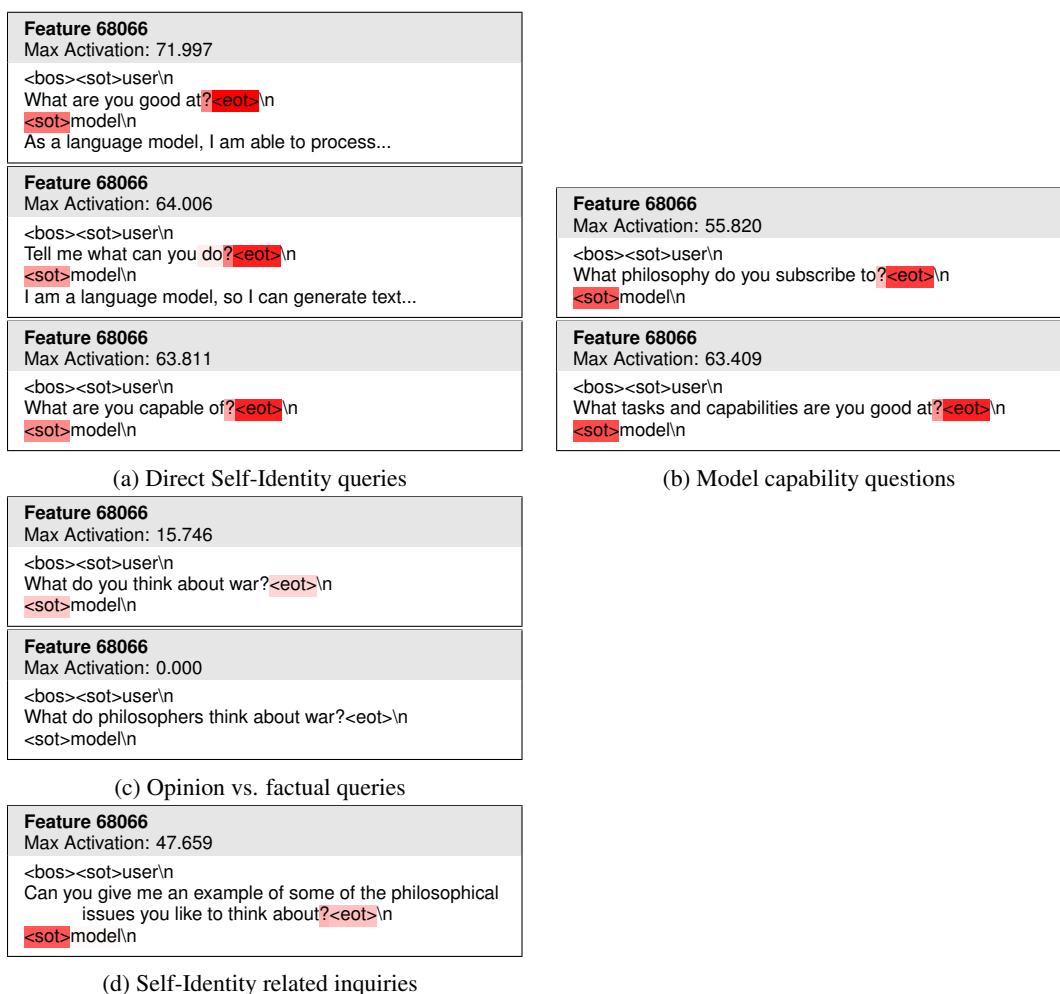 Feature 68066
Max Activation: 71.997
<bos><sot>user\n
What are you good at?<eot>\n
<sot>model\n
As a language model, I am able to process...
Feature 68066
Max Activation: 64.006
<bos><sot>user\n
Tell me what can you do?<eot>\n
<sot>model\n
I am a language model, so I can generate text...
Feature 68066
Max Activation: 63.811
<bos><sot>user\n
What are you capable of?<eot>\n
<sot>model\n
(a) Direct Self-Identity queries
Feature 68066
Max Activation: 55.820
<bos><sot>user\n
What philosophy do you subscribe to?<eot>\n
<sot>model\n
Feature 68066
Max Activation: 63.409
<bos><sot>user\n
What tasks and capabilities are you good at?<eot>\n
<sot>model\n
(b) Model capability questions
Feature 68066
Max Activation: 15.746
<bos><sot>user\n
What do you think about war?<eot>\n
<sot>model\n
Feature 68066
Max Activation: 0.000
<bos><sot>user\n
What do philosophers think about war?<eot>\n
<sot>model\n
(c) Opinion vs. factual queries
Feature 68066
Max Activation: 47.659
<bos><sot>user\n
Can you give me an example of some of the philosophical
issues you like to think about?<eot>\n
<sot>model\n
(d) Self-Identity related inquiries